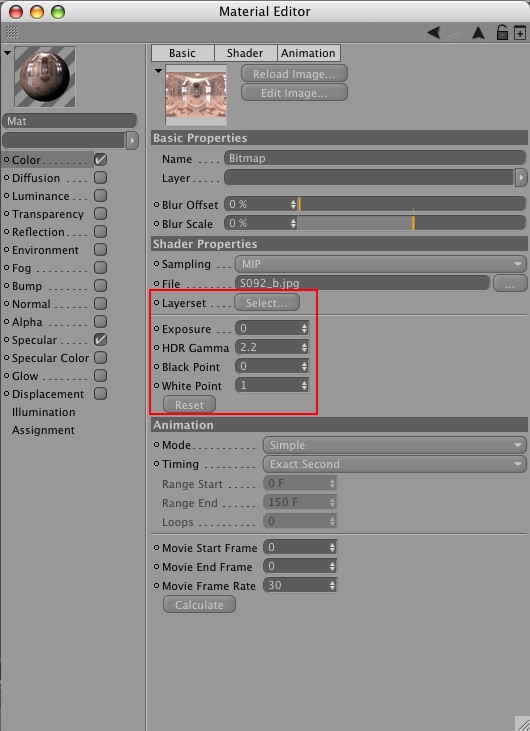 Material Editor
Mat
Color
Diffusion
Luminance
Transparency
Reflection
Environment
Fog
Bump
Normal
Alpha
Specular
Specular Color
Glow
Displacement
Illumination
Assignment
Basic Shader Animation
Reload Image...
Edit Image...
Basic Properties
Name Bitmap
Layer
Blur Offset 0 %
Blur Scale 0 %
Shader Properties
Sampling MIP
File S092_b.jpg ...
Layerset Select...
Exposure 0
HDR Gamma 2.2
Black Point 0
White Point 1
Reset
Animation
Mode Simple
Timing Exact Second
Range Start 0 F
Range End 150 F
Loops 0
Movie Start Frame 0
Movie End Frame 0
Movie Frame Rate 30
Calculate